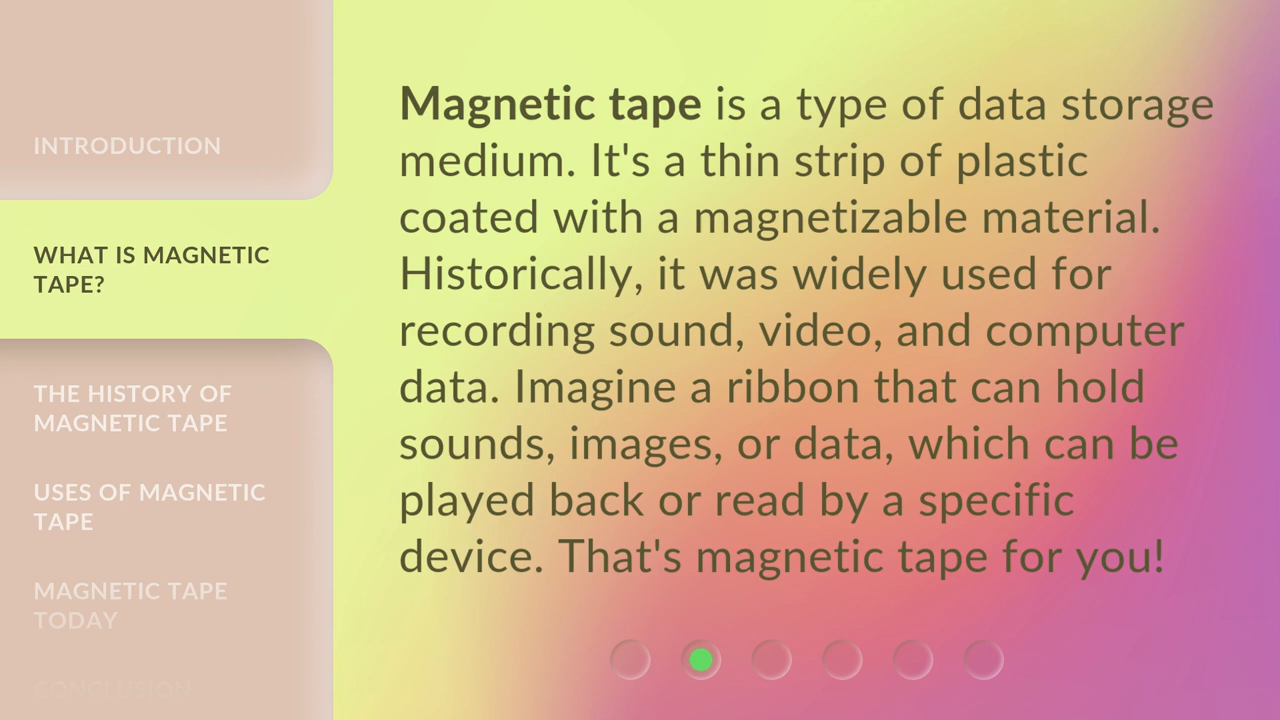 INTRODUCTION
WHAT IS MAGNETIC
TAPE?
THE HISTORY OF
MAGNETIC TAPE
USES OF MAGNETIC
TAPE
MAGNETIC TAPE
TODAY
CONCLUSION
Magnetic tape is a type of data storage
medium. It's a thin strip of plastic
coated with a magnetizable material.
Historically, it was widely used for
recording sound, video, and computer
data. Imagine a ribbon that can hold
sounds, images, or data, which can be
played back or read by a specific
device. That's magnetic tape for you!